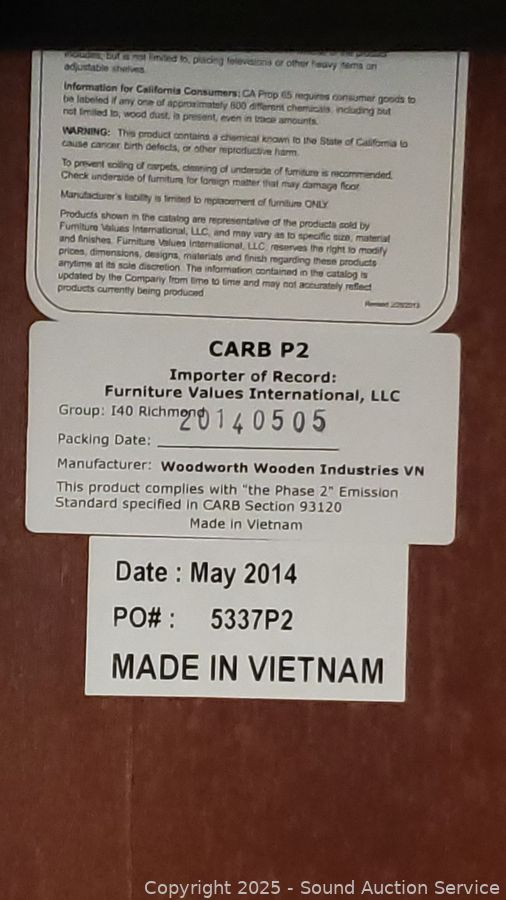 includes, but is not limited to, placing televisions or other heavy items on
adjustable shelves.
Information for California Consumers: CA Prop 65 requires consumer goods to
be labeled if any one of approximately 800 different chemicals, including but
not limited to, wood dust, is present, even in trace amounts.
WARNING: This product contains a chemical known to the State of California to
cause cancer, birth defects, or other reproductive harm.
To prevent soiling of carpets, cleaning of underside of furniture is recommended.
Check underside of furniture for foreign matter that may damage floor.
Manufacturer's liability is limited to replacement of furniture ONLY.
Products shown in the catalog are representative of the products sold by
Furniture Values International, LLC, and may vary as to specific size, material
and finishes. Furniture Values International, LLC, reserves the right to modify
prices, dimensions, designs, materials and finish regarding these products
anytime at its sole discretion. The information contained in the catalog is
updated by the Company from time to time and may not accurately reflect
products currently being produced
Revised
CARB P2
Importer of Record:
Furniture Values International, LLC
Group: I40 Richmond
20140505
Packing Date:
Manufacturer: Woodworth Wooden Industries VN
This product complies with "the Phase 2" Emission
Standard specified in CARB Section 93120
Made in Vietnam
Date : May 2014
PO# : 5337P2
MADE IN VIETNAM
Copyright 2025 - Sound Auction Service